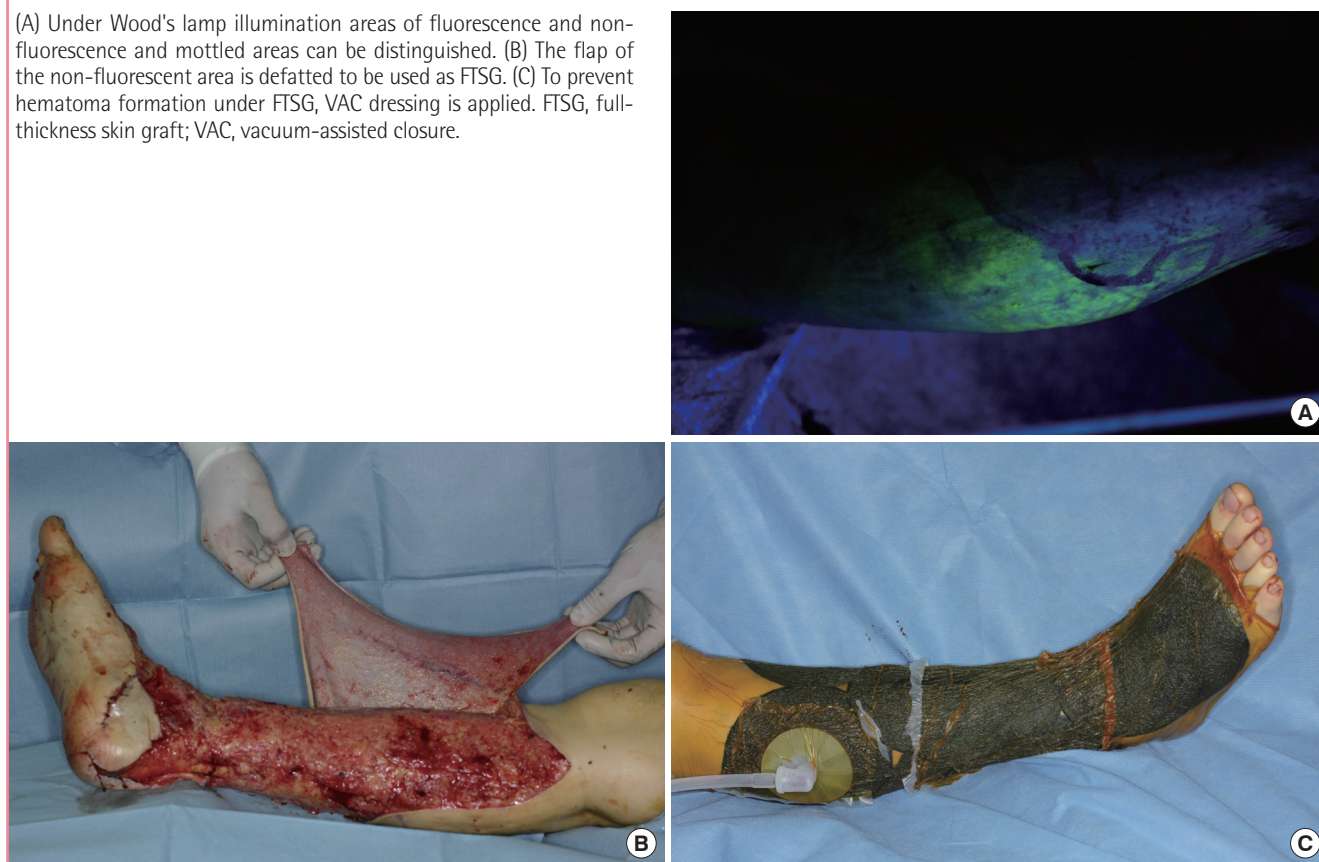 (A) Under Wood's lamp illumination areas of fluorescence and non-
fluorescence and mottled areas can be distinguished. (B) The flap of
the non-fluorescent area is defatted to be used as FTSG. (C) To prevent
hematoma formation under FTSG, VAC dressing is applied. FTSG, full-
thickness skin graft; VAC, vacuum-assisted closure.
A
B
C